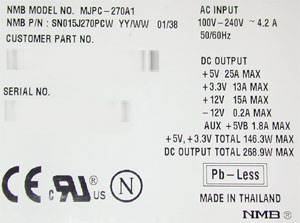 NMB MODEL NO. MJPC-270A1
NMB P/N : SN015J270PCW YY/WW 01/38
CUSTOMER PART NO.
SERIAL NO.
AC INPUT
100V-240V ~ 4.2 A
50/60Hz
DC OUTPUT
+5V 25A MAX
+3.3V 13A MAX
+12V 15A MAX
-12V 0.2A MAX
AUX +5VB 1.8A MAX
+5V, +3.3V TOTAL 146.3W MAX
DC OUTPUT TOTAL 268.9W MAX
CE
c RU us
N
Pb-Less
MADE IN THAILAND
NMB ®